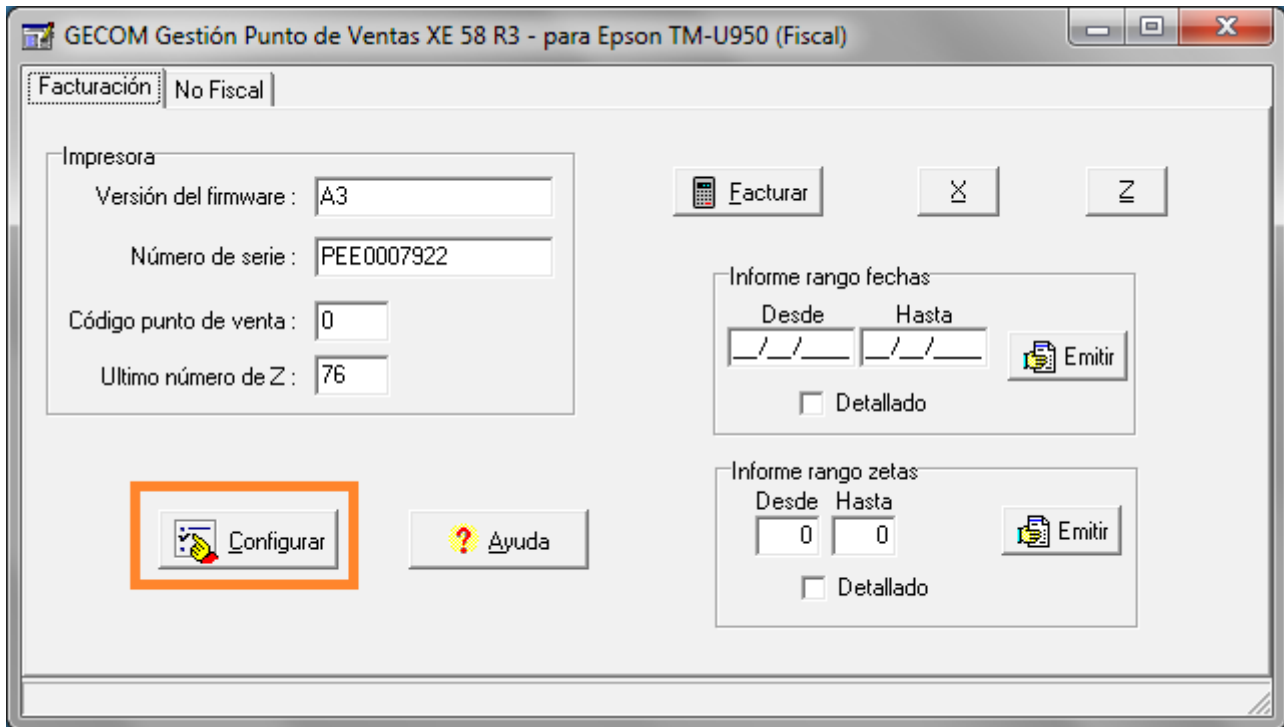 GECOM Gestión Punto de Ventas XE 58 R3 - para Epson TM-U950 (Fiscal)
Facturación No Fiscal
Impresora
Versión del firmware : A3
Número de serie : PEE0007922
Código punto de venta : 0
Ultimo número de Z : 76
Configurar
Ayuda
Facturar
X
Z
Informe rango fechas
Desde Hasta
__/__/____ __/__/____
Emitir
Detallado
Informe rango zetas
Desde Hasta
0 0
Emitir
Detallado